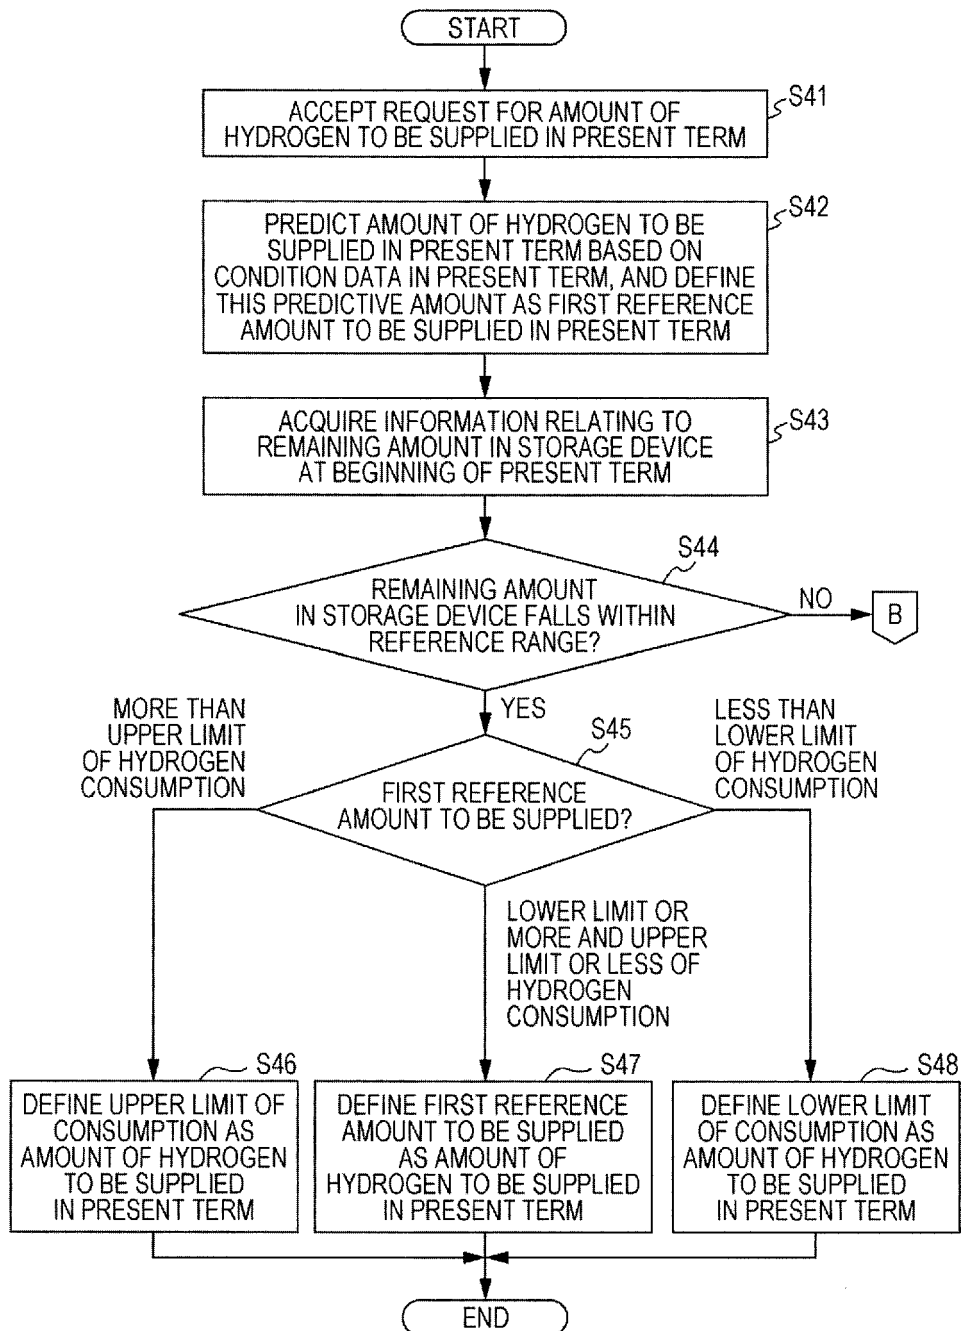 START
S41
ACCEPT REQUEST FOR AMOUNT OF
HYDROGEN TO BE SUPPLIED IN PRESENT TERM
S42
PREDICT AMOUNT OF HYDROGEN TO BE
SUPPLIED IN PRESENT TERM BASED ON
CONDITION DATA IN PRESENT TERM, AND DEFINE
THIS PREDICTIVE AMOUNT AS FIRST REFERENCE
AMOUNT TO BE SUPPLIED IN PRESENT TERM
S43
ACQUIRE INFORMATION RELATING TO
REMAINING AMOUNT IN STORAGE DEVICE
AT BEGINNING OF PRESENT TERM
S44
REMAINING AMOUNT
IN STORAGE DEVICE FALLS WITHIN
REFERENCE RANGE?
NO
B
YES
MORE THAN
UPPER LIMIT
OF HYDROGEN
CONSUMPTION
S45
FIRST REFERENCE
AMOUNT TO BE SUPPLIED?
LESS THAN
LOWER LIMIT
OF HYDROGEN
CONSUMPTION
LOWER LIMIT OR
MORE AND UPPER
LIMIT OR LESS OF
HYDROGEN
CONSUMPTION
S46
DEFINE UPPER LIMIT OF
CONSUMPTION AS
AMOUNT OF HYDROGEN
TO BE SUPPLIED
IN PRESENT TERM
S47
DEFINE FIRST REFERENCE
AMOUNT TO BE SUPPLIED
AS AMOUNT OF
HYDROGEN TO BE SUPPLIED
IN PRESENT TERM
S48
DEFINE LOWER LIMIT
OF CONSUMPTION AS
AMOUNT OF HYDROGEN
TO BE SUPPLIED
IN PRESENT TERM
END